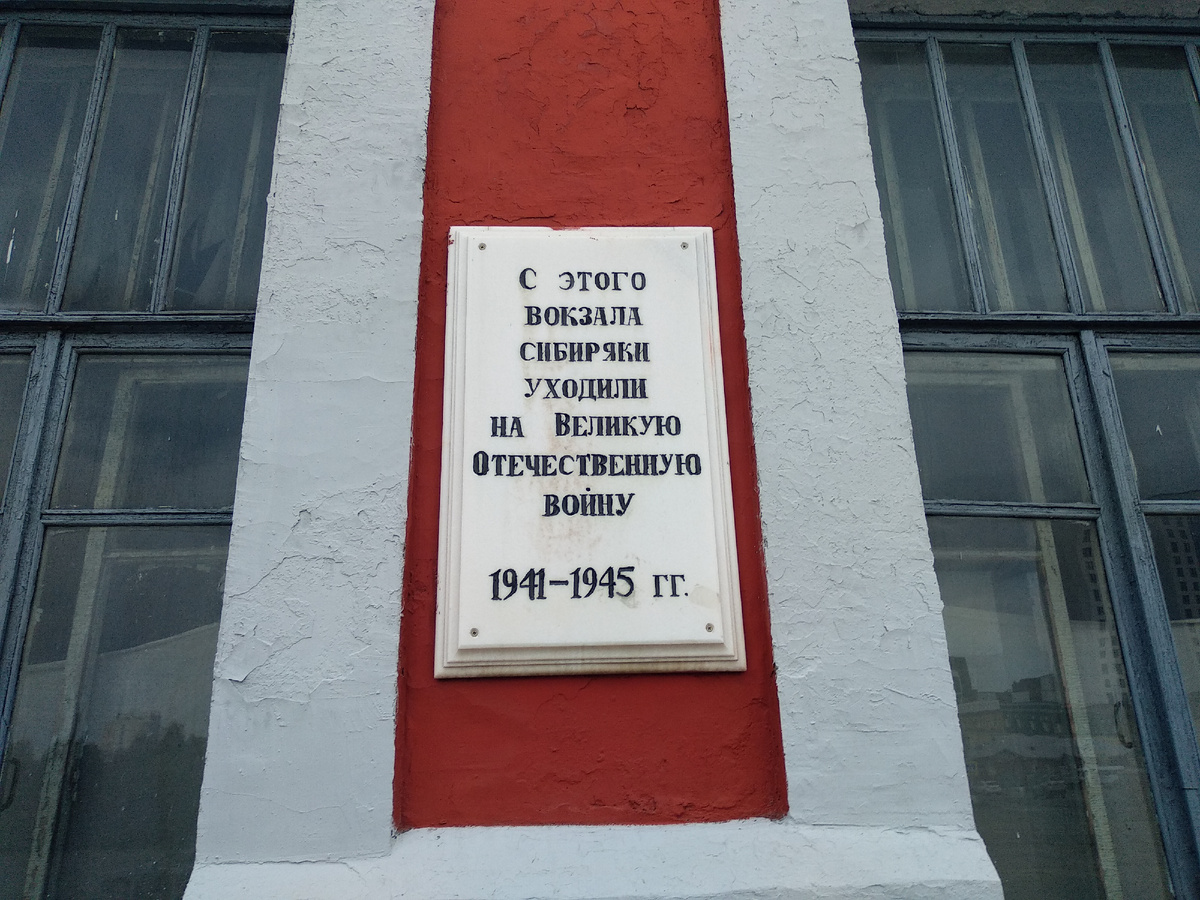 С этого
вокзала
сибиряки
уходили
на Великую
Отечественную
войну
1941–1945 гг.